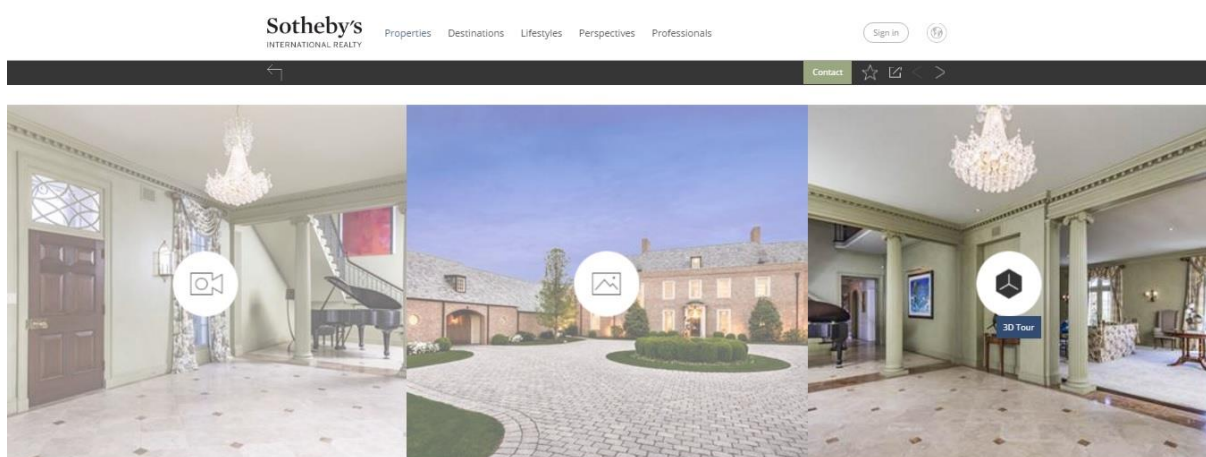 Sotheby's
INTERNATIONAL REALTY
Properties Destinations Lifestyles Perspectives Professionals
Sign in
Contact
3D Tour